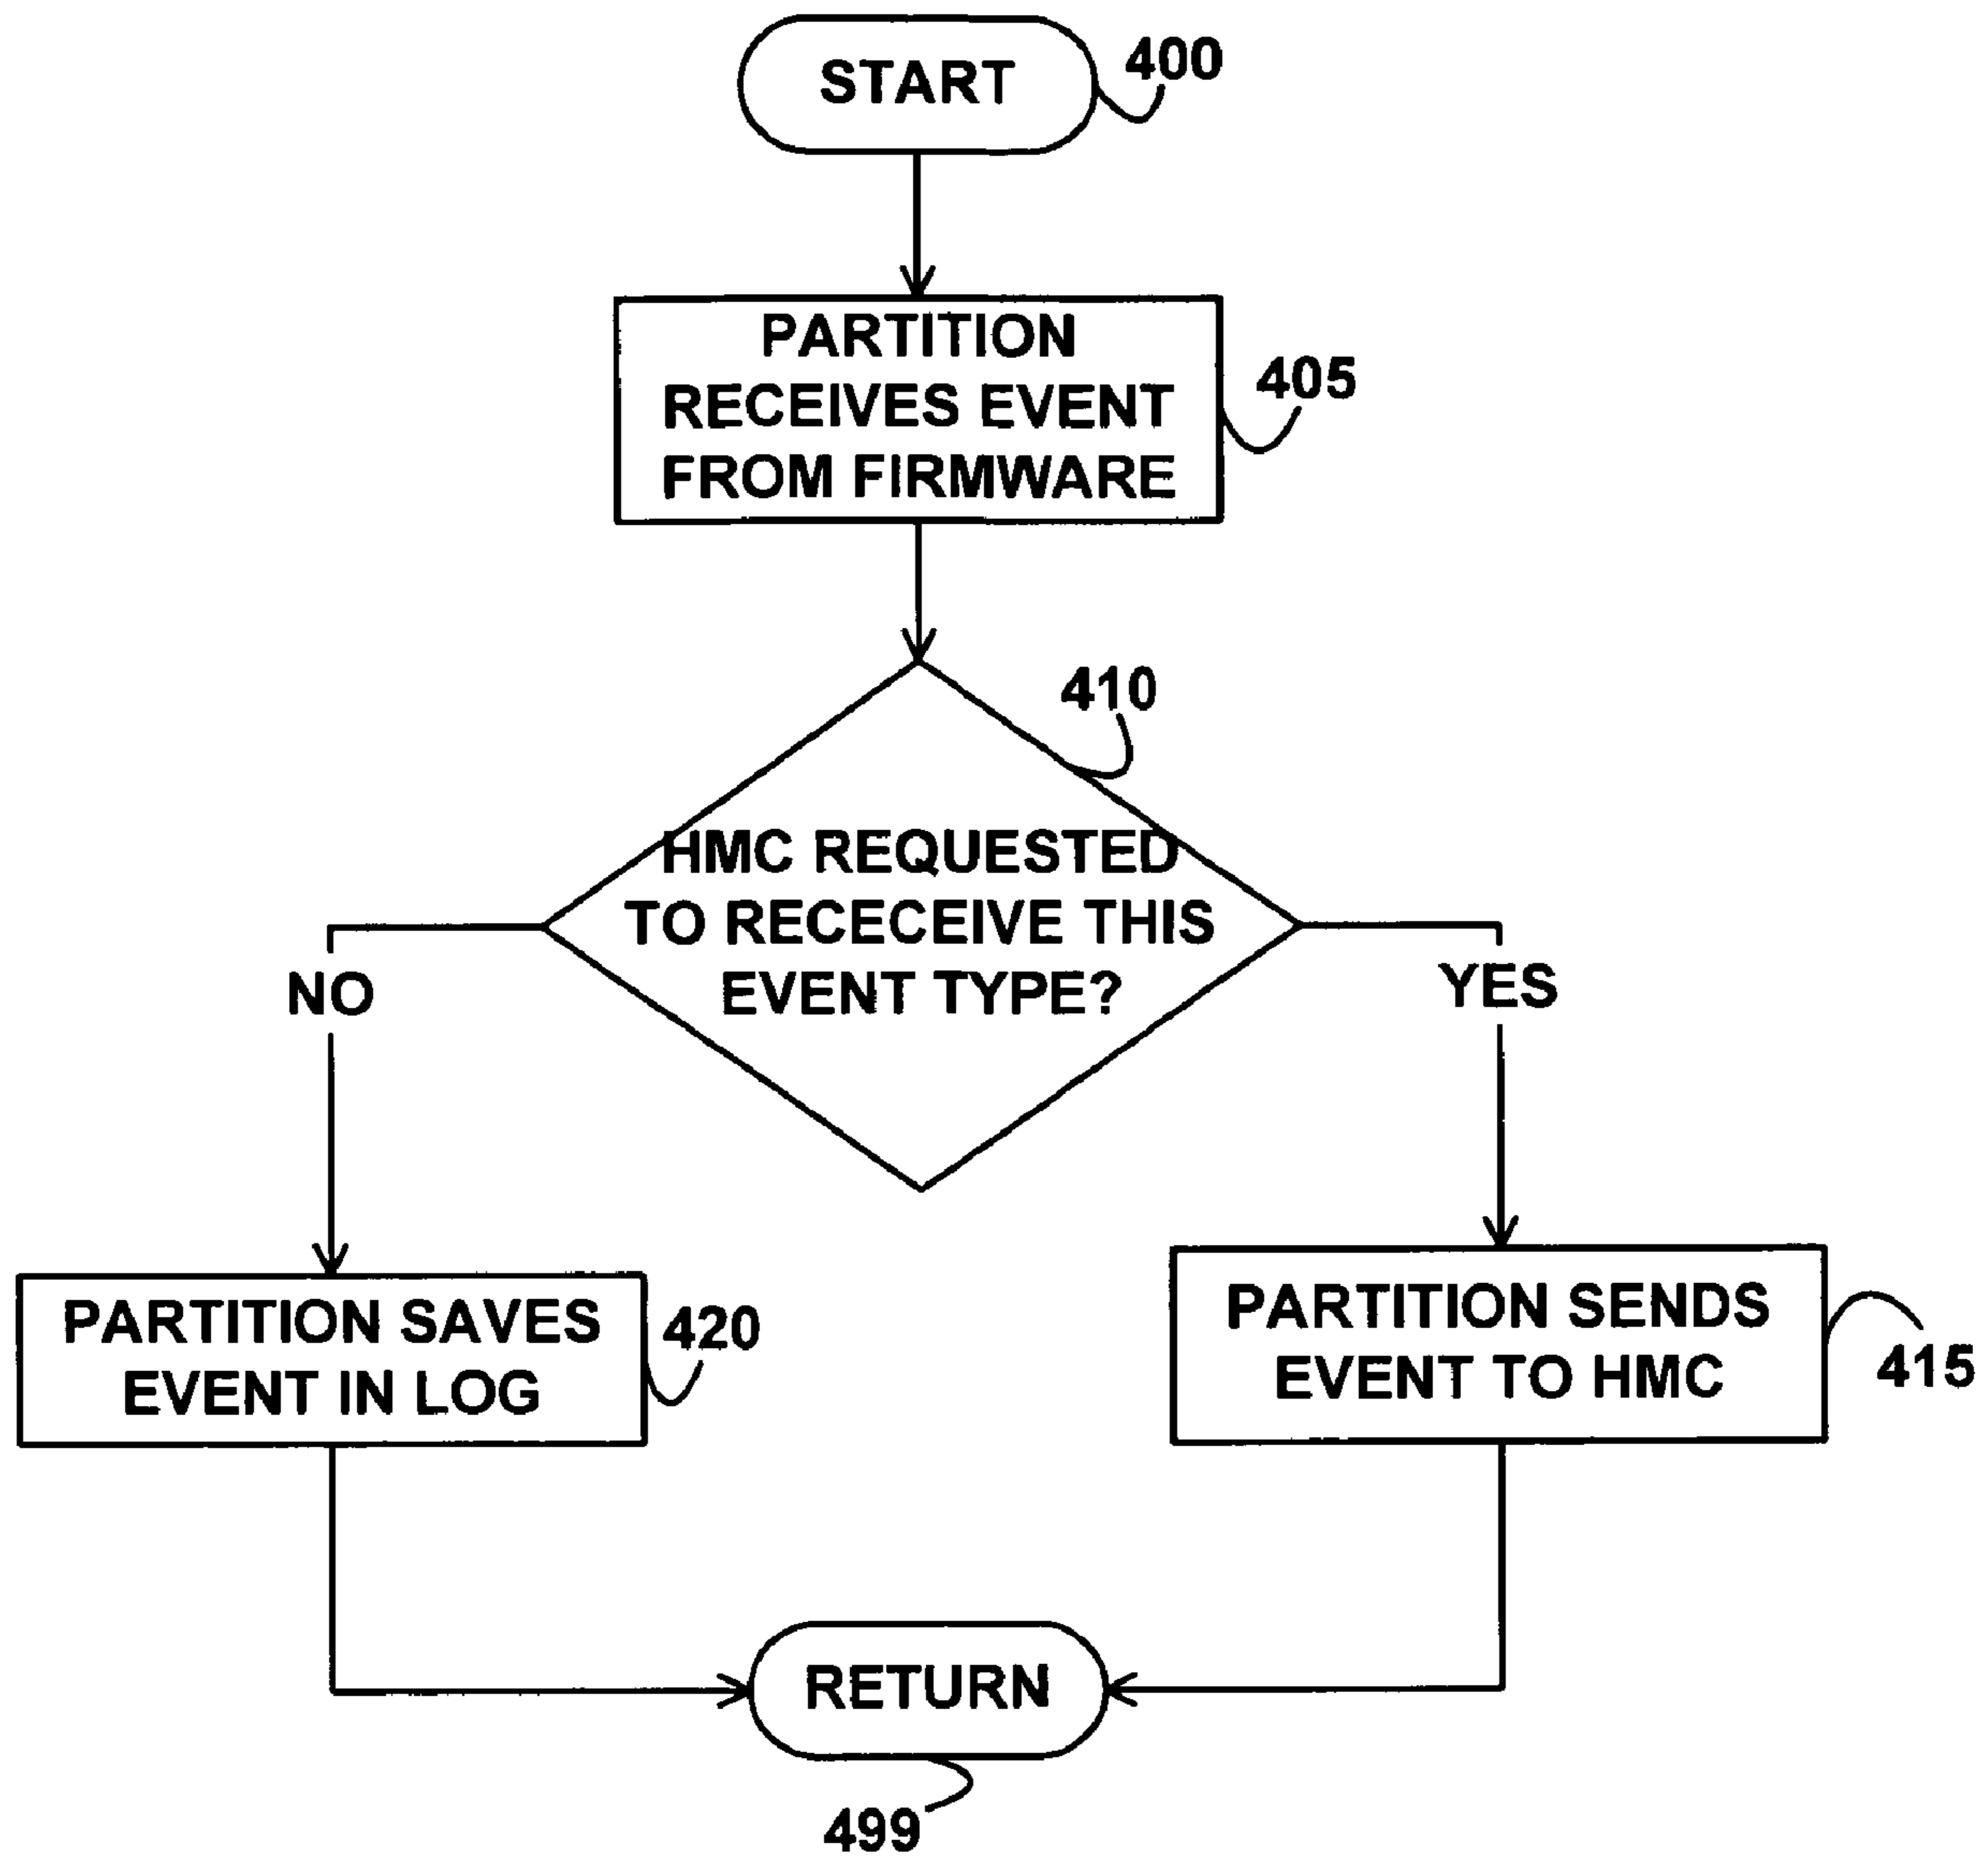 START
400
PARTITION
RECEIVES EVENT
FROM FIRMWARE
405
410
HMC REQUESTED
TO RECECEIVE THIS
EVENT TYPE?
NO
YES
PARTITION SAVES
EVENT IN LOG
420
PARTITION SENDS
EVENT TO HMC
415
RETURN
499